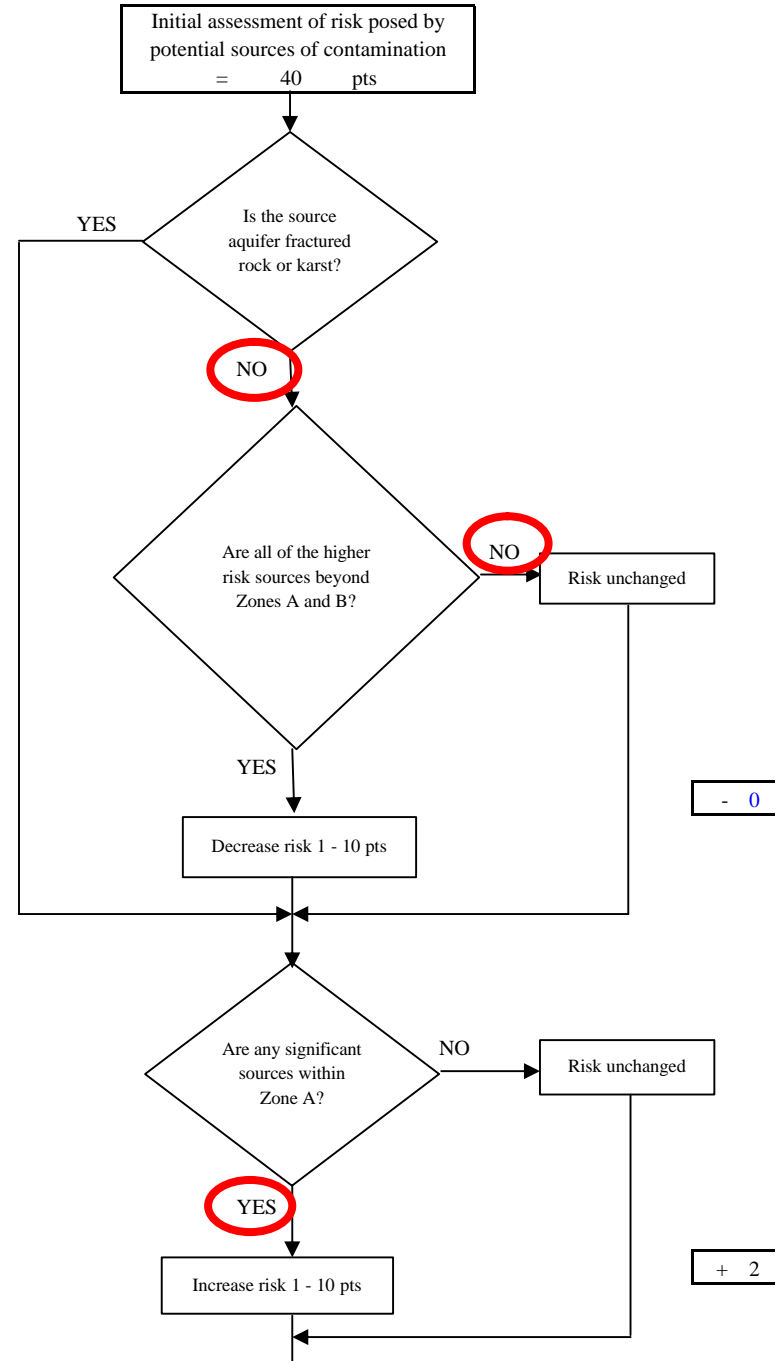 Initial assessment of risk posed by
potential sources of contamination
= 40 pts
YES
Is the source
aquifer fractured
rock or karst?
NO
Are all of the higher
risk sources beyond
Zones A and B?
NO
Risk unchanged
YES
- 0
Decrease risk 1 - 10 pts
Are any significant
sources within
Zone A?
NO
Risk unchanged
YES
+ 2
Increase risk 1 - 10 pts